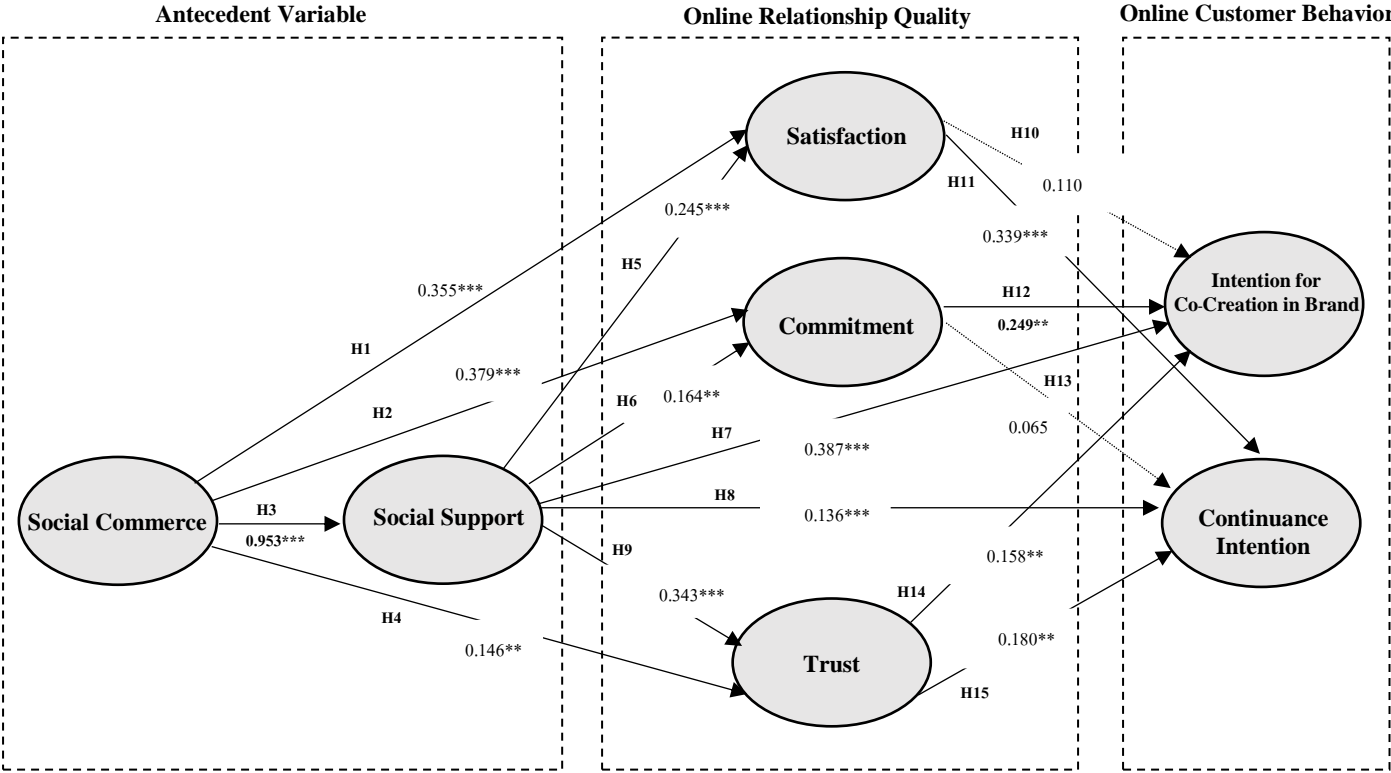 Antecedent Variable
Online Relationship Quality
Online Customer Behavior
Satisfaction
H10
H11
0.110
0.245***
0.339***
H5
Intention for
Co-Creation in Brand
0.355***
H12
Commitment
0.249**
H1
0.379***
H13
0.164**
H6
H2
0.065
H7
0.387***
H8
H3
Social Commerce
Social Support
0.136***
Continuance
Intention
0.953***
H9
0.158**
H14
0.343***
H4
0.180**
0.146**
Trust
H15